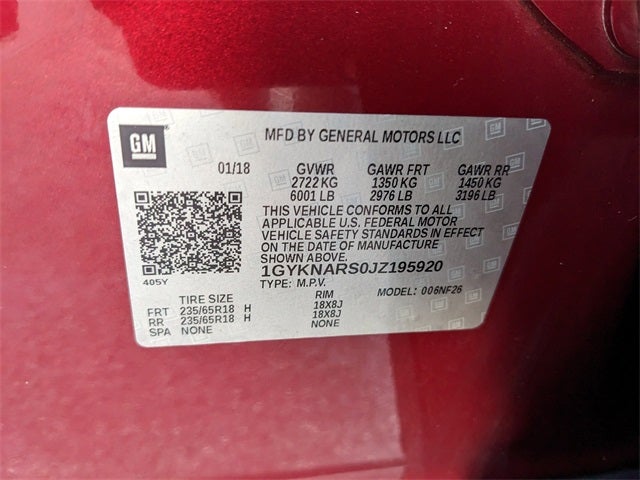 GM
MFD BY GENERAL MOTORS LLC
01/18 GVWR GAWR FRT GAWR RR
2722 KG 1350 KG 1450 KG
6001 LB 2976 LB 3196 LB
THIS VEHICLE CONFORMS TO ALL
APPLICABLE U.S. FEDERAL MOTOR
VEHICLE SAFETY STANDARDS IN EFFECT
ON THE DATE OF MANUFACTURE
SHOWN ABOVE.
1GYKNARS0JZ195920
405Y TYPE: M.P.V. MODEL: 006NF26
TIRE SIZE RIM
FRT 235/65R18 H 18X8J
RR 235/65R18 H 18X8J
SPA NONE NONE